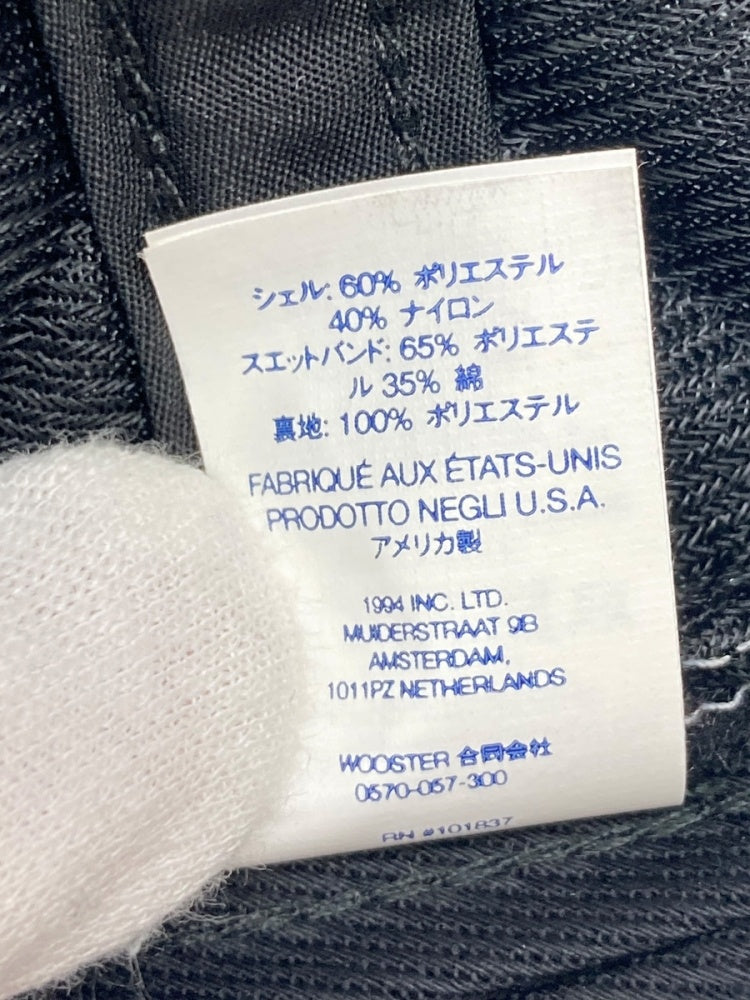 シェル: 60% ポリエステル
40% ナイロン
スエットバンド: 65% ポリエステ
ル 35% 綿
裏地: 100% ポリエステル
FABRIQUÉ AUX ÉTATS-UNIS
PRODOTTO NEGLI U.S.A.
アメリカ製
1994 INC. LTD.
MUIDERSTRAAT 9B
AMSTERDAM,
1011PZ NETHERLANDS
WOOSTER 合同会社
0570-057-300
RN #101837